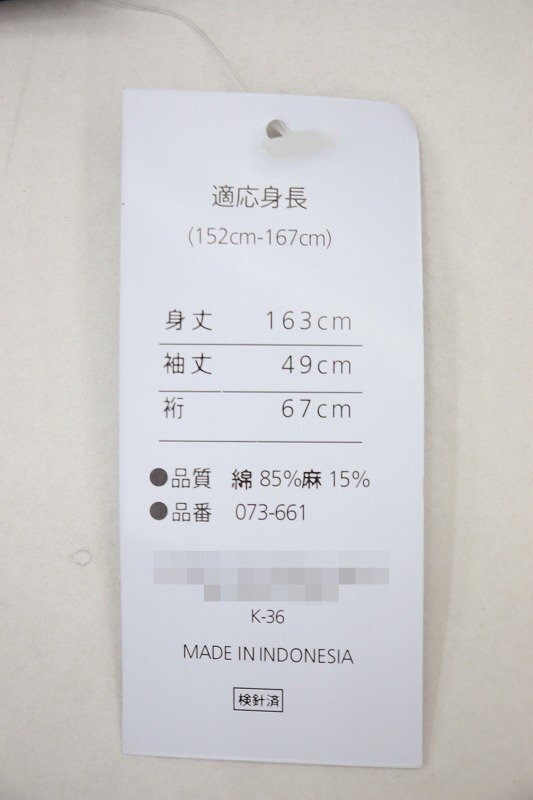 適応身長
(152cm-167cm)
身丈 163cm
袖丈 49cm
裄 67cm
●品質 綿 85%麻 15%
●品番 073-661
K-36
MADE IN INDONESIA
検針済